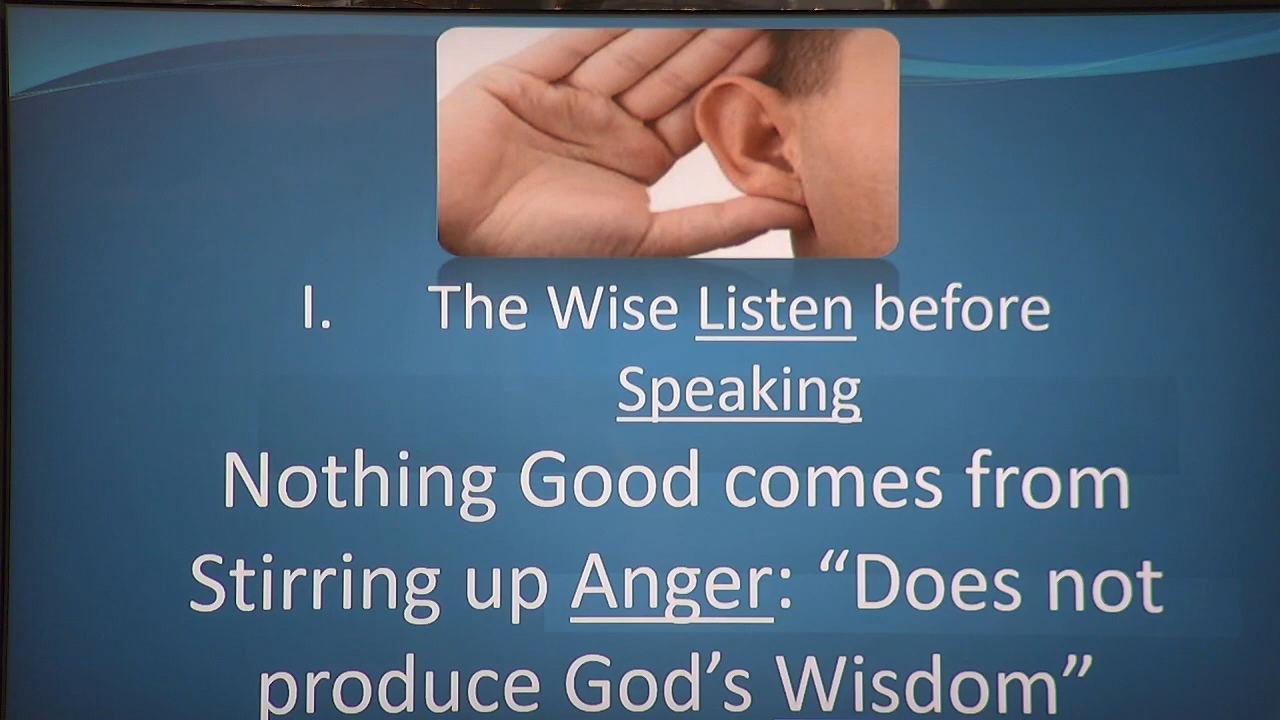 I. The Wise Listen before
Speaking
Nothing Good comes from
Stirring up Anger: “Does not
produce God’s Wisdom”